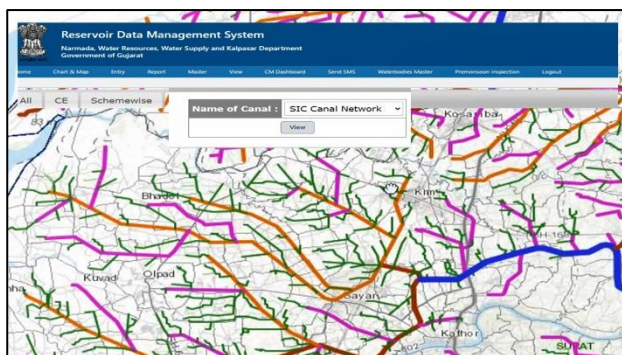 Reservoir Data Management System
Narmada, Water Resources, Water Supply and Kalpasar Department
Government of Gujarat
Chart & Map Entry Report Master View CM Dashboard Send SMS Waterbodies Master Premonsoon Inspection Logout
All CE Schemewise
Name of Canal : SIC Canal Network
View
83
Kosamba
Bhadol
Kim
Kuvad
Olpad
Sayan
Kathor
SURAT